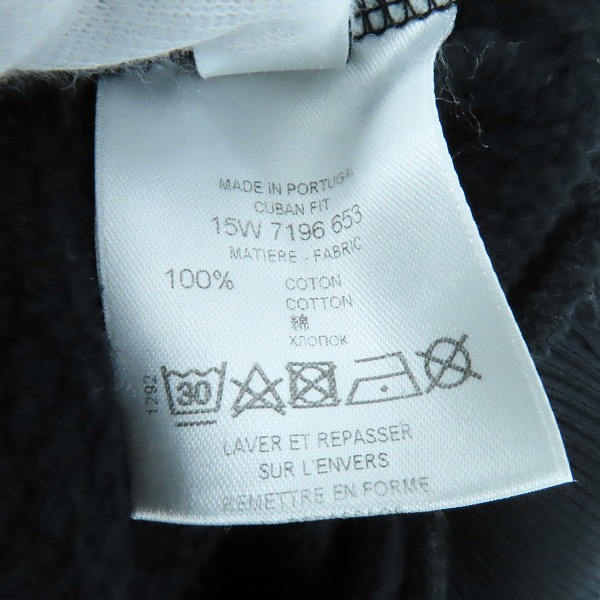 MADE IN PORTUGAL
CUBAN FIT
15W 7196 653
MATIERE - FABRIC
100% COTON
COTTON
綿
ХЛОПОК
1292
30
LAVER ET REPASSER
SUR L'ENVERS
REMETTRE EN FORME